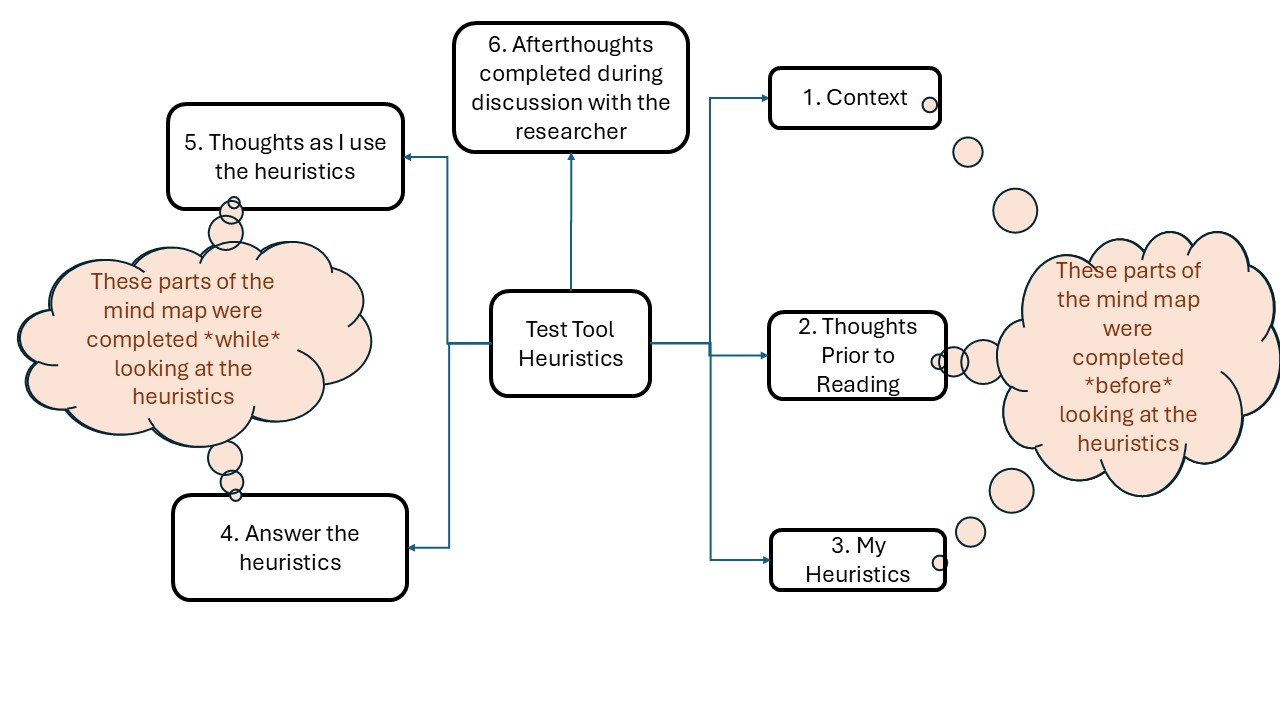 6. Afterthoughts
completed during
discussion with the
researcher
1. Context
5. Thoughts as I use
the heuristics
These parts of the
mind map were
completed *while*
looking at the
heuristics
Test Tool
Heuristics
2. Thoughts
Prior to
Reading
These parts of
the mind map
were
completed
*before*
looking at the
heuristics
4. Answer the
heuristics
3. My
Heuristics